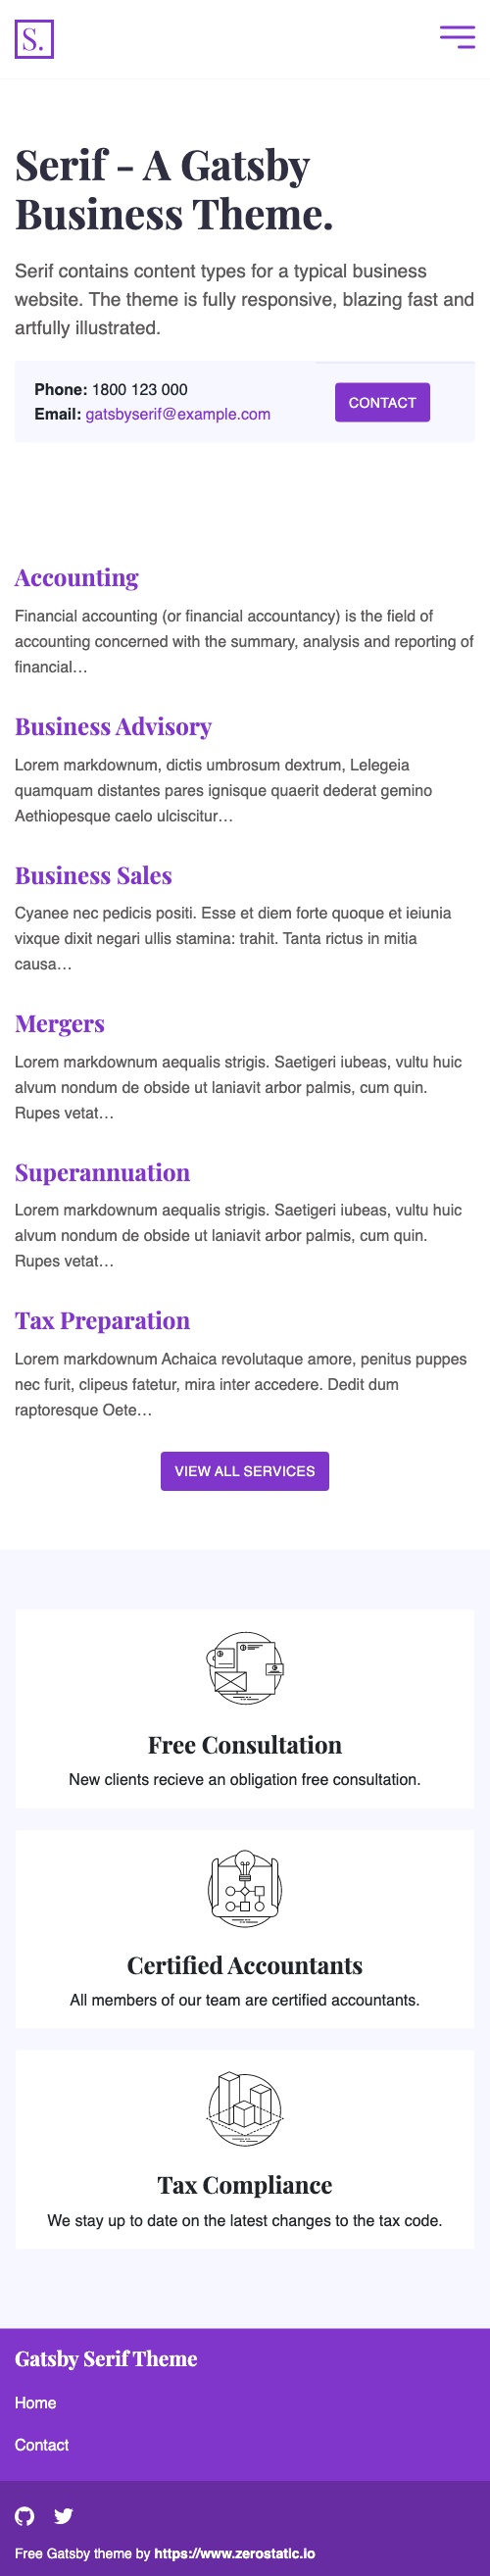 S.
Serif - A Gatsby
Business Theme.
Serif contains content types for a typical business
website. The theme is fully responsive, blazing fast and
artfully illustrated.
Phone: 1800 123 000
Email: gatsbyserif@example.com
CONTACT
Accounting
Financial accounting (or financial accountancy) is the field of
accounting concerned with the summary, analysis and reporting of
financial…
Business Advisory
Lorem markdownum, dictis umbrosum dextrum, Lelegeia
quamquam distantes pares ignisque quaerit dederat gemino
Aethiopesque caelo ulciscitur…
Business Sales
Cyanee nec pedicis positi. Esse et diem forte quoque et ieiunia
vixque dixit negari ullis stamina: trahit. Tanta rictus in mitia
causa…
Mergers
Lorem markdownum aequalis strigis. Saetigeri iubeas, vultu huic
alvum nondum de obside ut laniavit arbor palmis, cum quin.
Rupes vetat…
Superannuation
Lorem markdownum aequalis strigis. Saetigeri iubeas, vultu huic
alvum nondum de obside ut laniavit arbor palmis, cum quin.
Rupes vetat…
Tax Preparation
Lorem markdownum Achaica revolutaque amore, penitus puppes
nec furit, clipeus fatetur, mira inter accedere. Dedit dum
raptoresque Oete…
VIEW ALL SERVICES
Free Consultation
New clients recieve an obligation free consultation.
Certified Accountants
All members of our team are certified accountants.
Tax Compliance
We stay up to date on the latest changes to the tax code.
Gatsby Serif Theme
Home
Contact
Free Gatsby theme by https://www.zerostatic.io